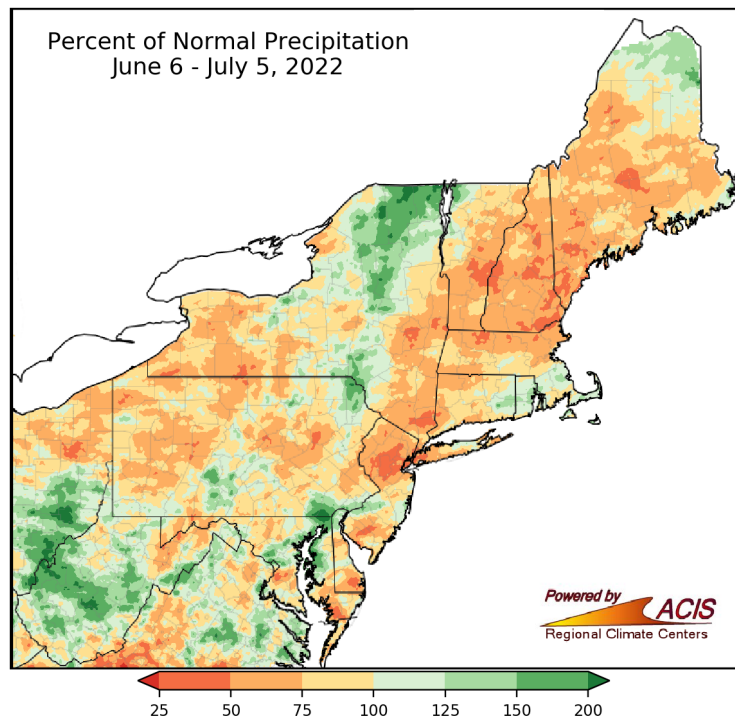 Percent of Normal Precipitation
June 6 - July 5, 2022
Powered by
ACIS
Regional Climate Centers
25 50 75 100 125 150 200